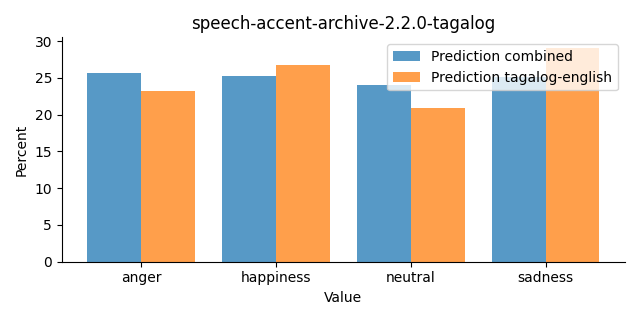 speech-accent-archive-2.2.0-tagalog
Prediction combined
Prediction tagalog-english
Percent
30
25
20
15
10
5
0
anger happiness neutral sadness
Value